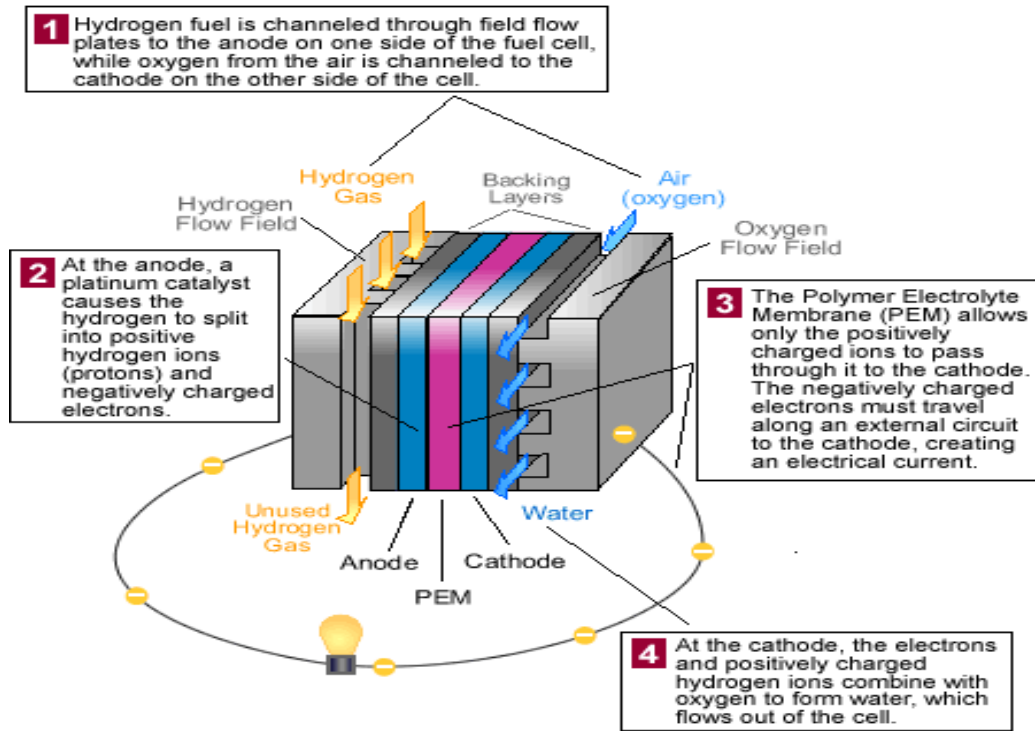 1 Hydrogen fuel is channeled through field flow
plates to the anode on one side of the fuel cell,
while oxygen from the air is channeled to the
cathode on the other side of the cell.
Hydrogen
Gas
Backing
Layers
Air
(oxygen)
Hydrogen
Flow Field
Oxygen
Flow Field
2 At the anode, a
platinum catalyst
causes the
hydrogen to split
into positive
hydrogen ions
(protons) and
negatively charged
electrons.
3 The Polymer Electrolyte
Membrane (PEM) allows
only the positively
charged ions to pass
through it to the cathode.
The negatively charged
electrons must travel
along an external circuit
to the cathode, creating
an electrical current.
Unused
Hydrogen
Gas
Water
Anode
Cathode
PEM
4 At the cathode, the electrons
and positively charged
hydrogen ions combine with
oxygen to form water, which
flows out of the cell.